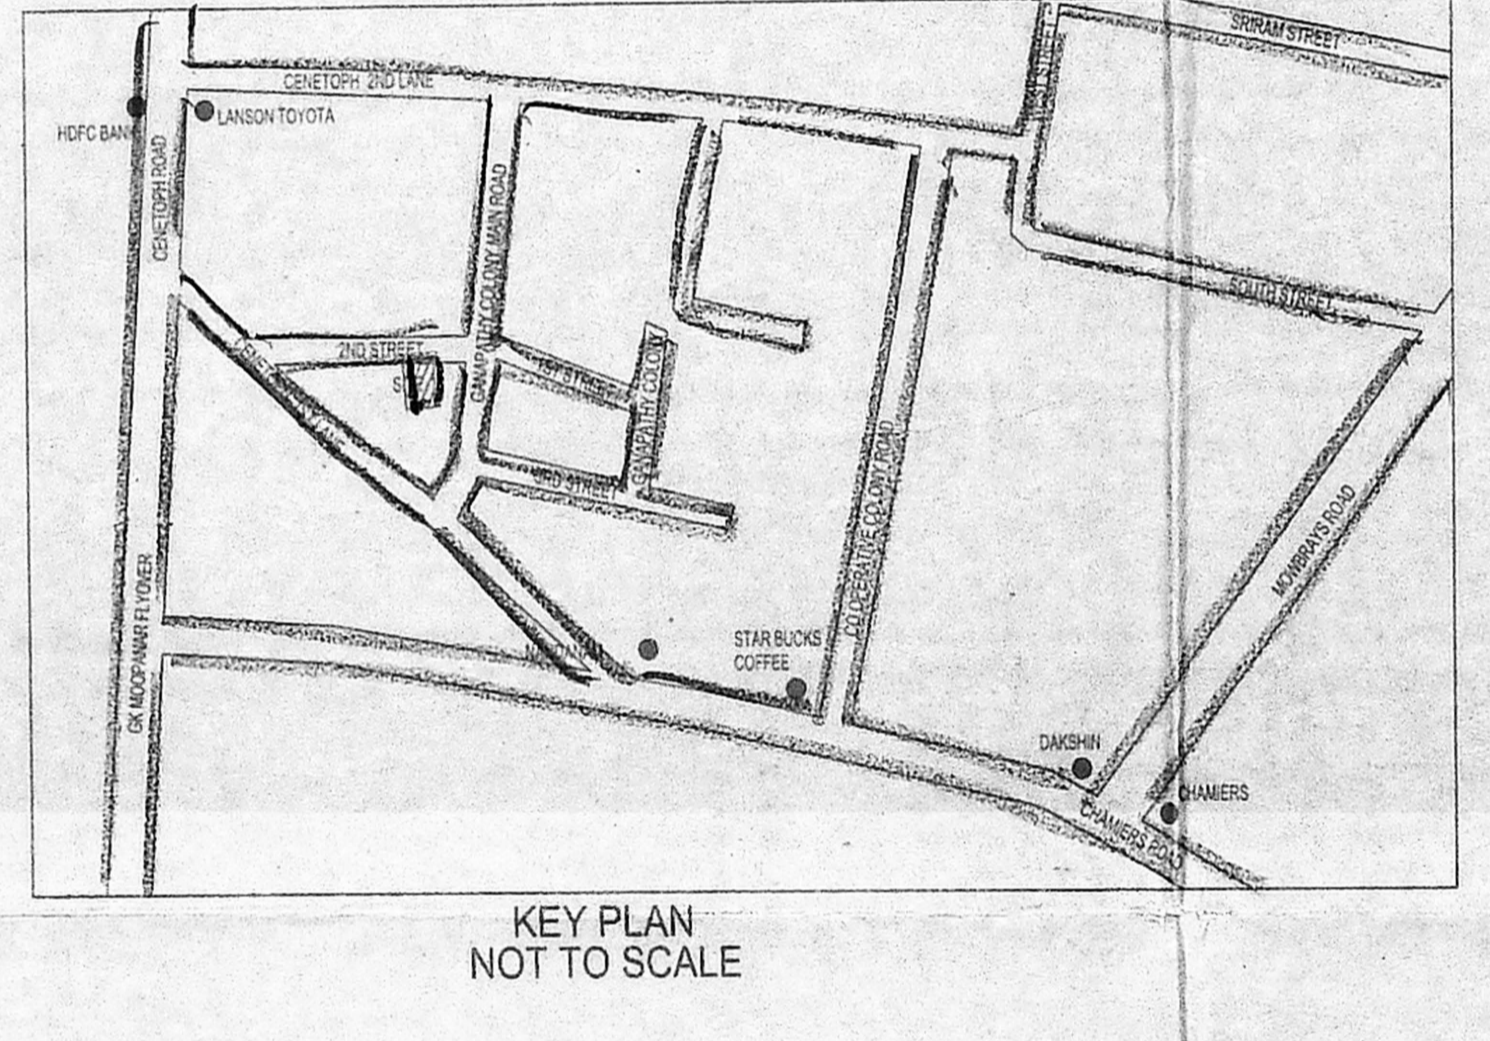 SRIRAM STREET
CENETOPH 2ND LANE
LANSON TOYOTA
HDFC BANK
CENETOPH ROAD
GANAPATHY COLONY MAIN ROAD
SOUTH STREET
2ND STREET
1ST STREET
GANAPATHY COLONY
3RD STREET
CO OPERATIVE COLONY ROAD
MOWBRAYS ROAD
GK MOOPANAR FLYOVER
STAR BUCKS
COFFEE
DAKSHIN
CHAMIERS
CHAMIERS ROAD
KEY PLAN
NOT TO SCALE